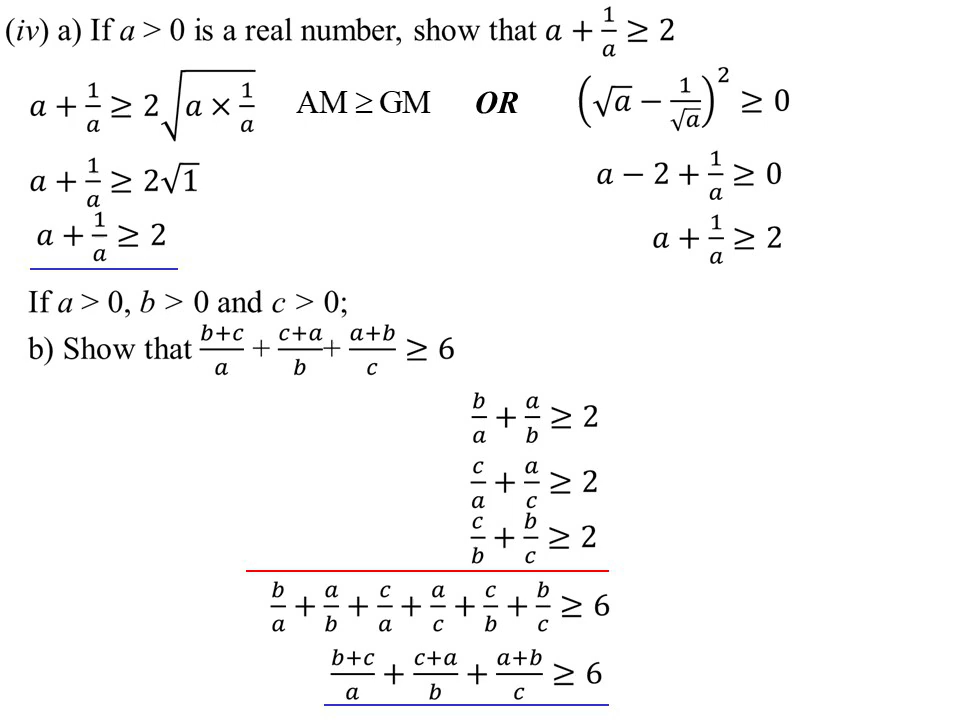 (iv) a) If a > 0 is a real number, show that a + 1/a ≥ 2
a + 1/a ≥ 2√(a × 1/a) AM ≥ GM OR (√a − 1/√a)² ≥ 0
a + 1/a ≥ 2√1 a − 2 + 1/a ≥ 0
a + 1/a ≥ 2 a + 1/a ≥ 2
If a > 0, b > 0 and c > 0;
b) Show that (b+c)/a + (c+a)/b + (a+b)/c ≥ 6
b/a + a/b ≥ 2
c/a + a/c ≥ 2
c/b + b/c ≥ 2
b/a + a/b + c/a + a/c + c/b + b/c ≥ 6
(b+c)/a + (c+a)/b + (a+b)/c ≥ 6